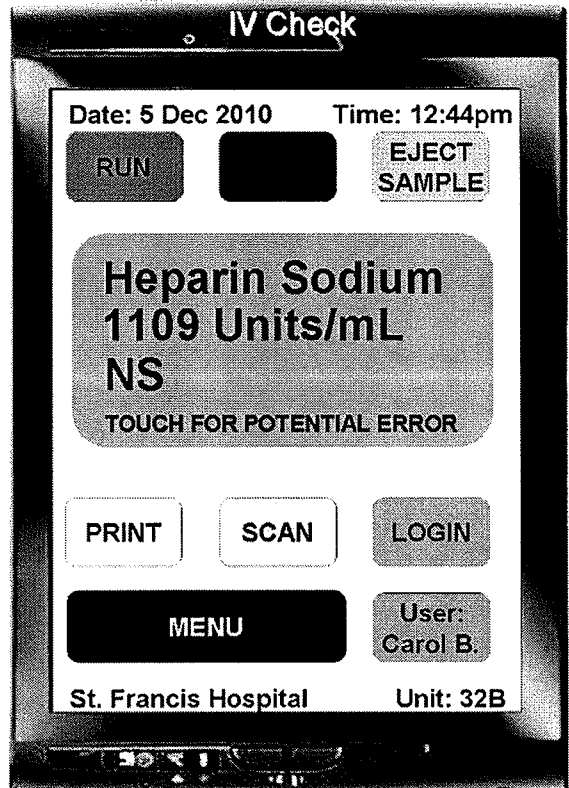 IV Check
Date: 5 Dec 2010 Time: 12:44pm
RUN
EJECT
SAMPLE
Heparin Sodium
1109 Units/mL
NS
TOUCH FOR POTENTIAL ERROR
PRINT
SCAN
LOGIN
MENU
User:
Carol B.
St. Francis Hospital Unit: 32B